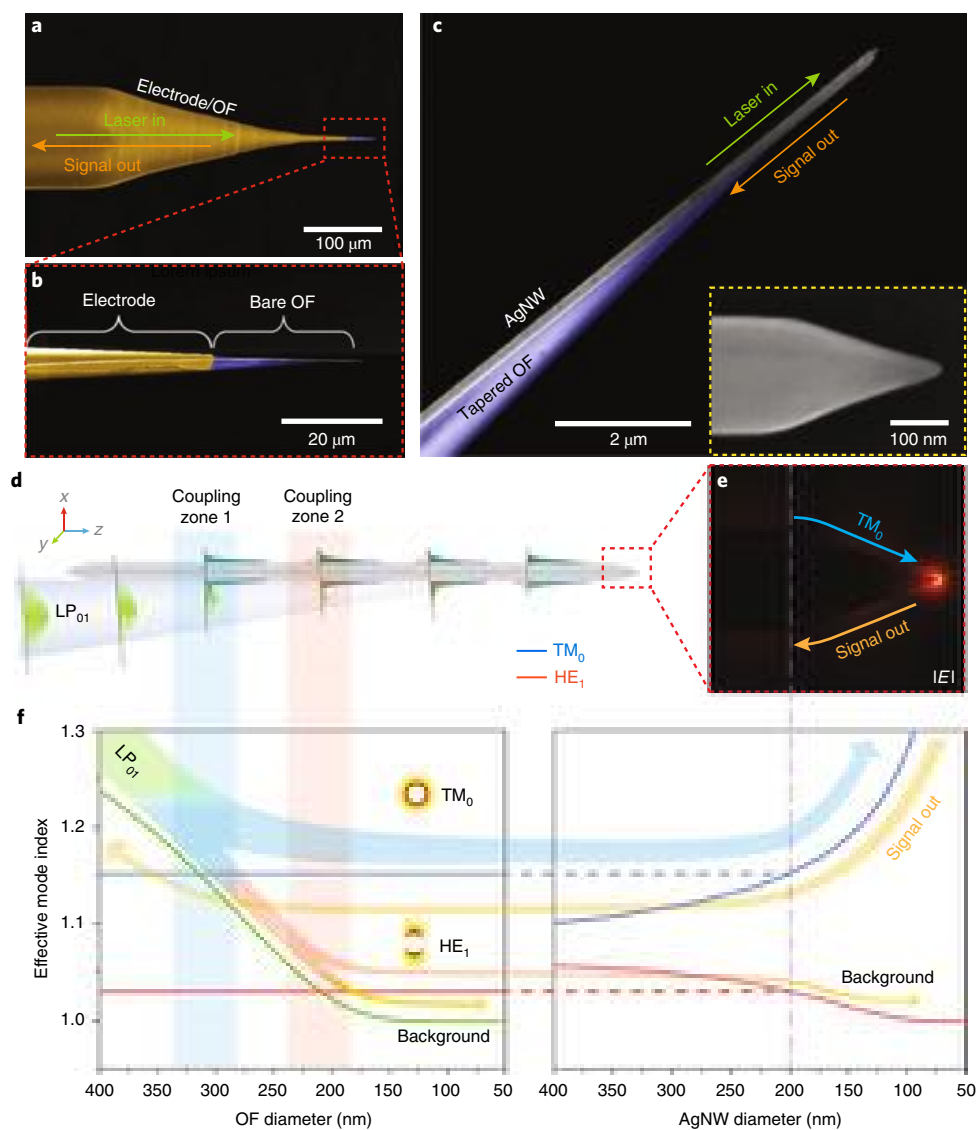 a
Electrode/OF
Laser in
Signal out
100 μm
b
Electrode
Bare OF
20 μm
c
Laser in
Signal out
AgNW
Tapered OF
2 μm
100 nm
d
x
y
z
Coupling
zone 1
Coupling
zone 2
LP01
TM0
HE1
e
TM0
Signal out
|E|
f
1.3
1.2
1.1
1.0
Effective mode index
LP01
TM0
HE1
Background
400 350 300 250 200 150 100 50
OF diameter (nm)
Signal out
Background
400 350 300 250 200 150 100 50
AgNW diameter (nm)